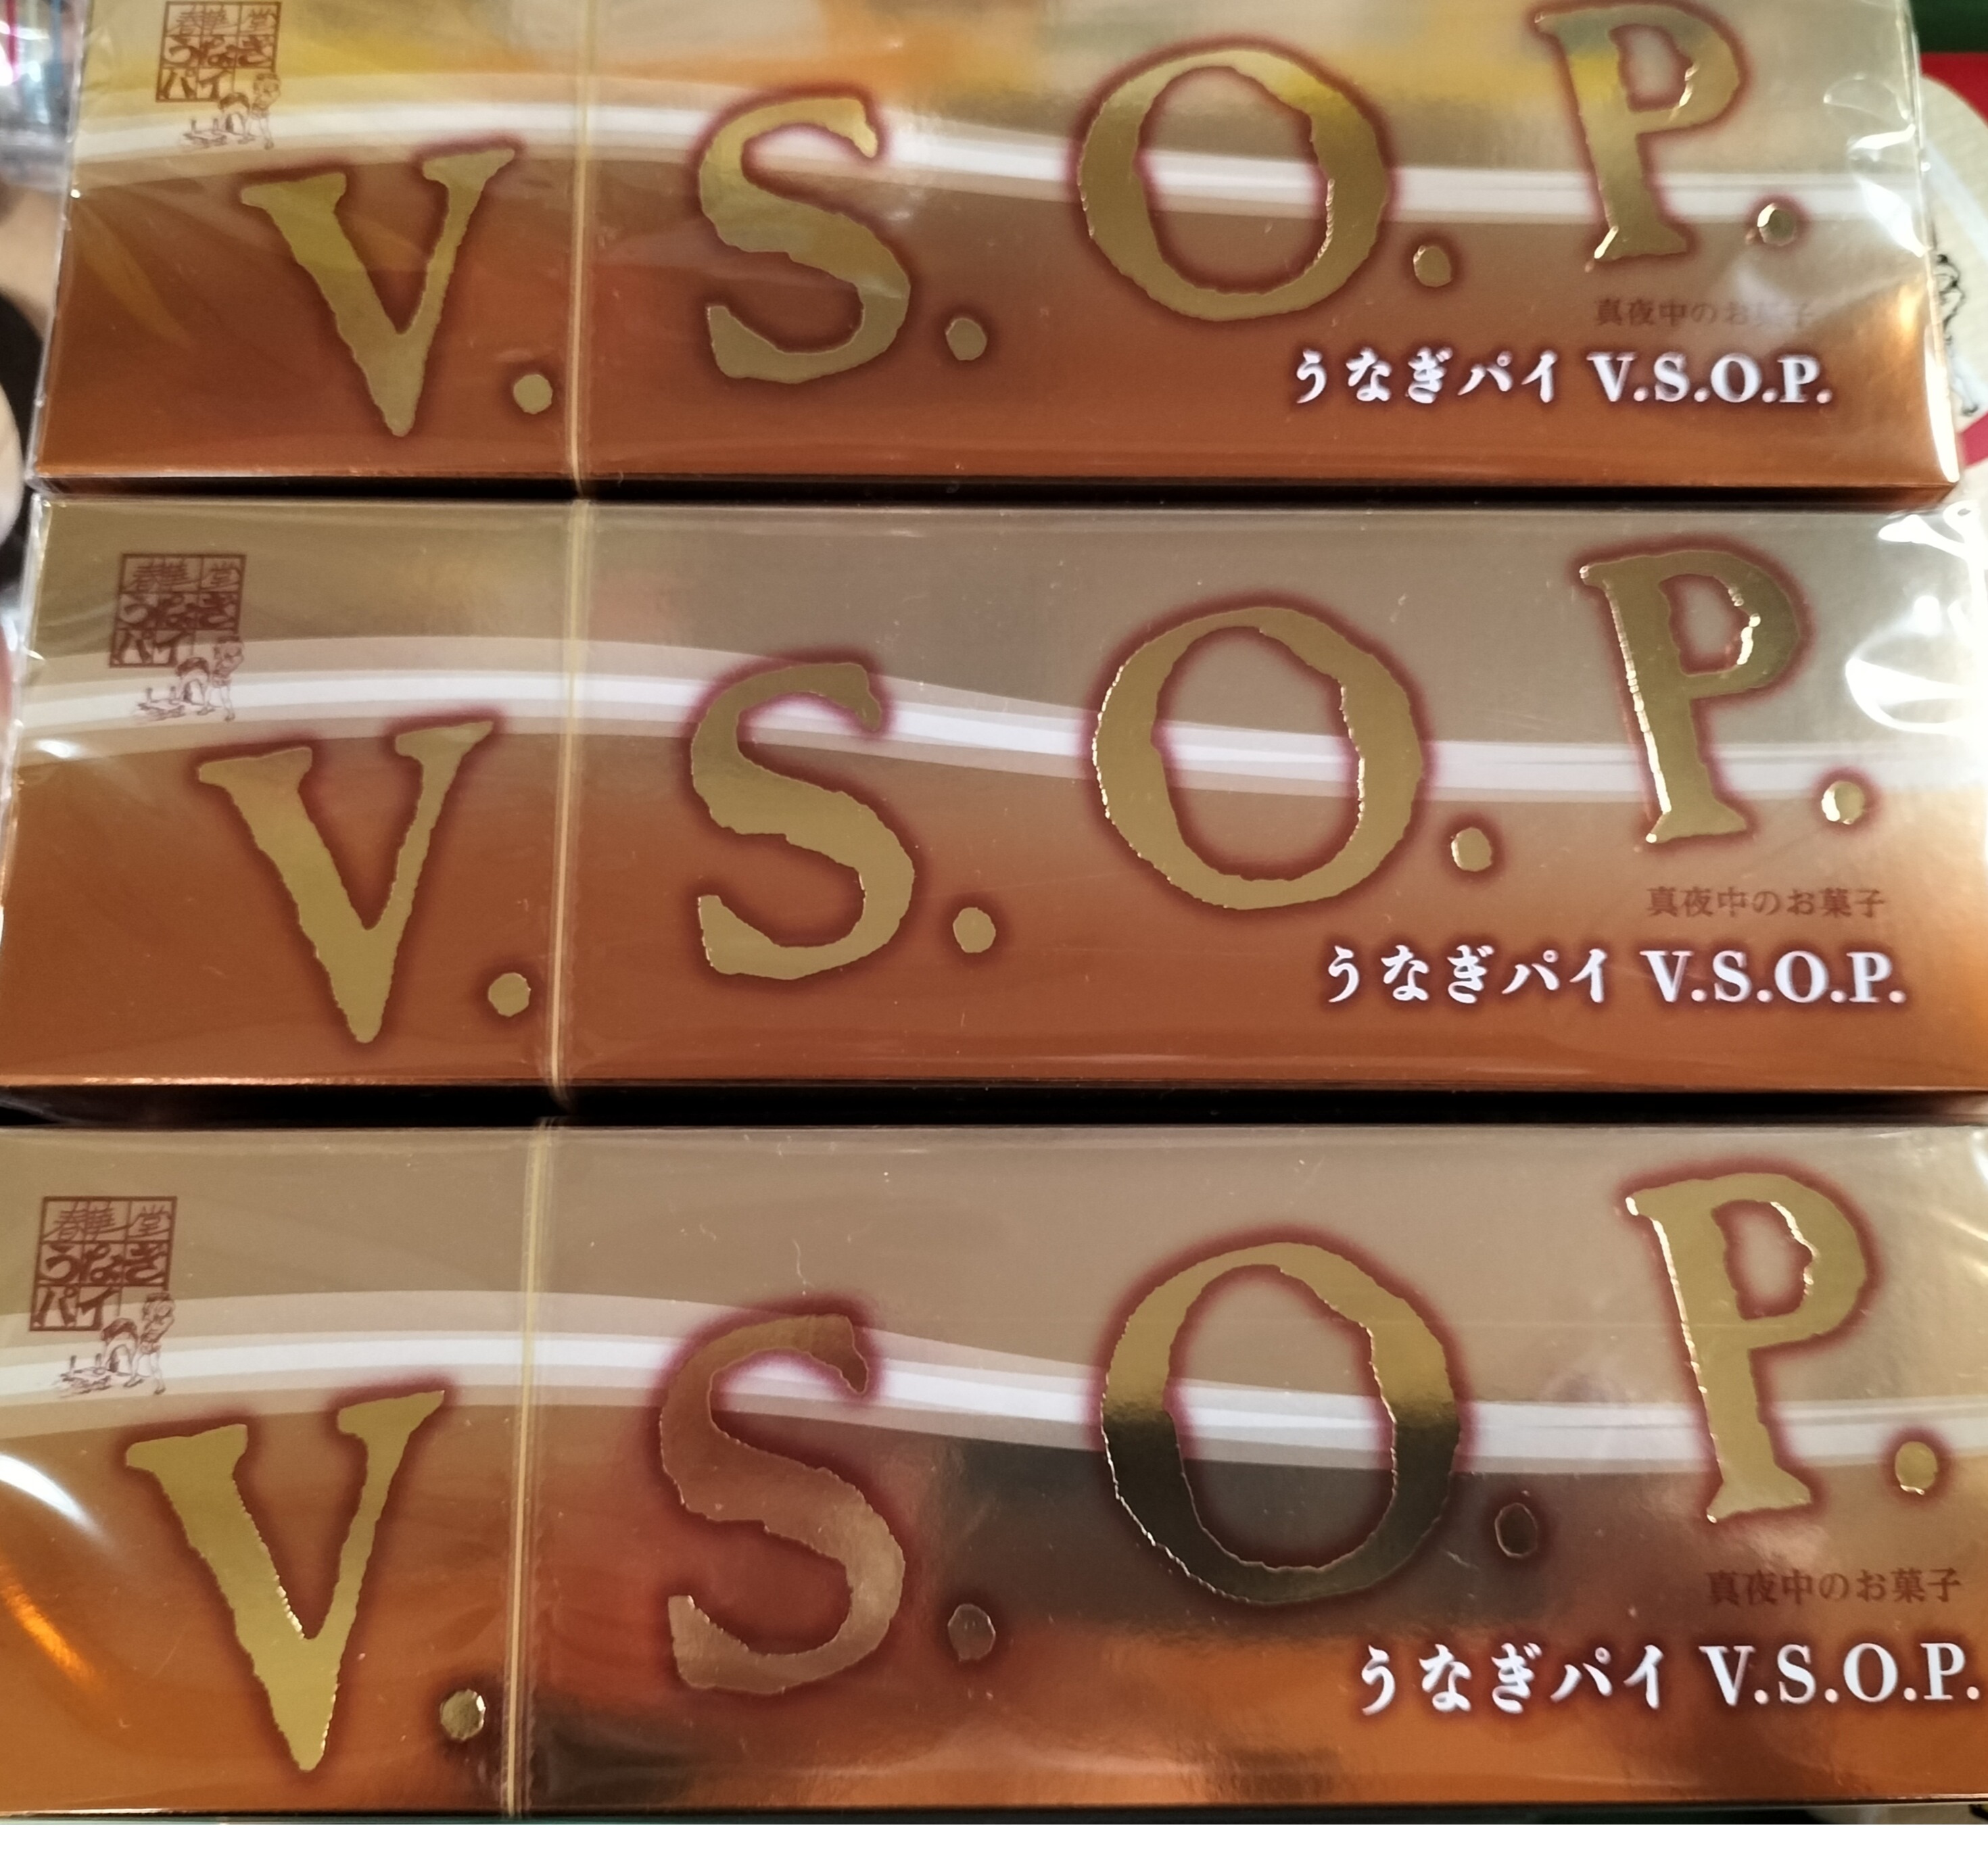 春華堂
うなぎ
パイ
V.S.O.P.
真夜中のお菓子
うなぎパイ V.S.O.P.
春華堂
うなぎ
パイ
V.S.O.P.
真夜中のお菓子
うなぎパイ V.S.O.P.
春華堂
うなぎ
パイ
V.S.O.P.
真夜中のお菓子
うなぎパイ V.S.O.P.